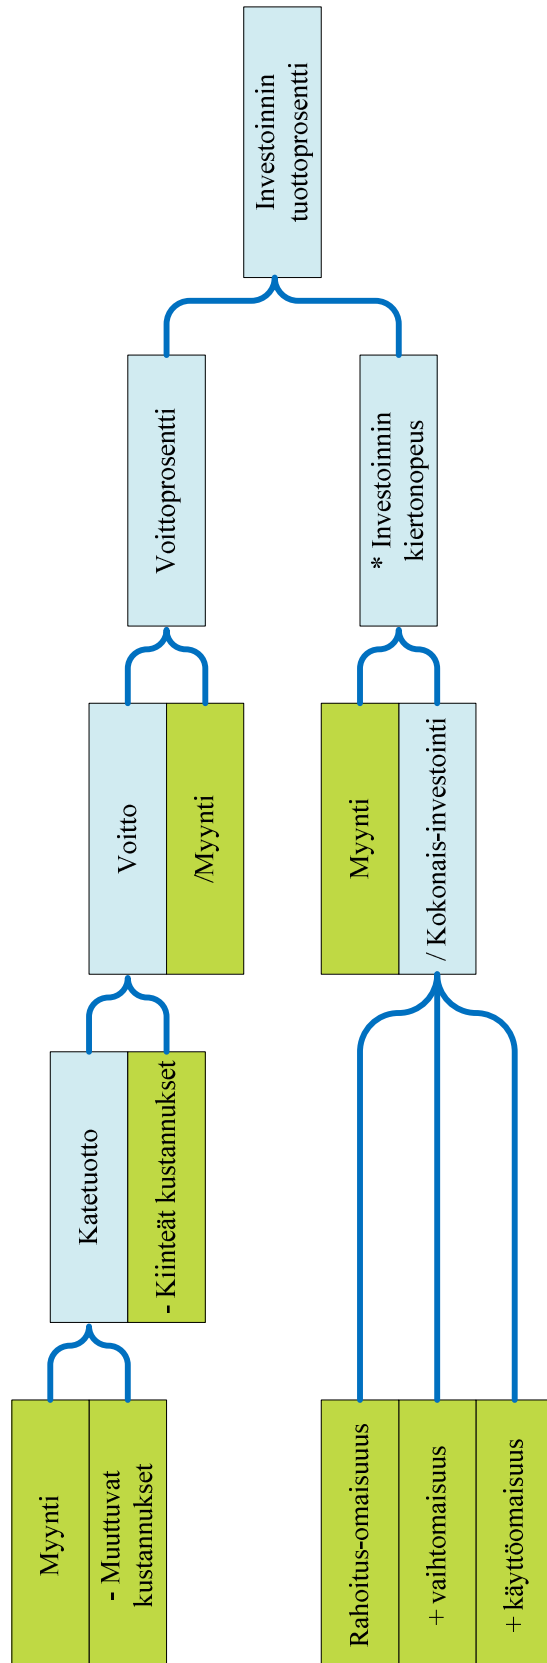 Myynti
- Muuttuvat
kustannukset
Rahoitus-omaisuus
+ vaihtomaisuus
+ käyttöomaisuus
Katetuotto
- Kiinteät kustannukset
Voitto
/Myynti
Myynti
/ Kokonais-investointi
Voittoprosentti
* Investoinnin
kiertonopeus
Investoinnin
tuottoprosentti